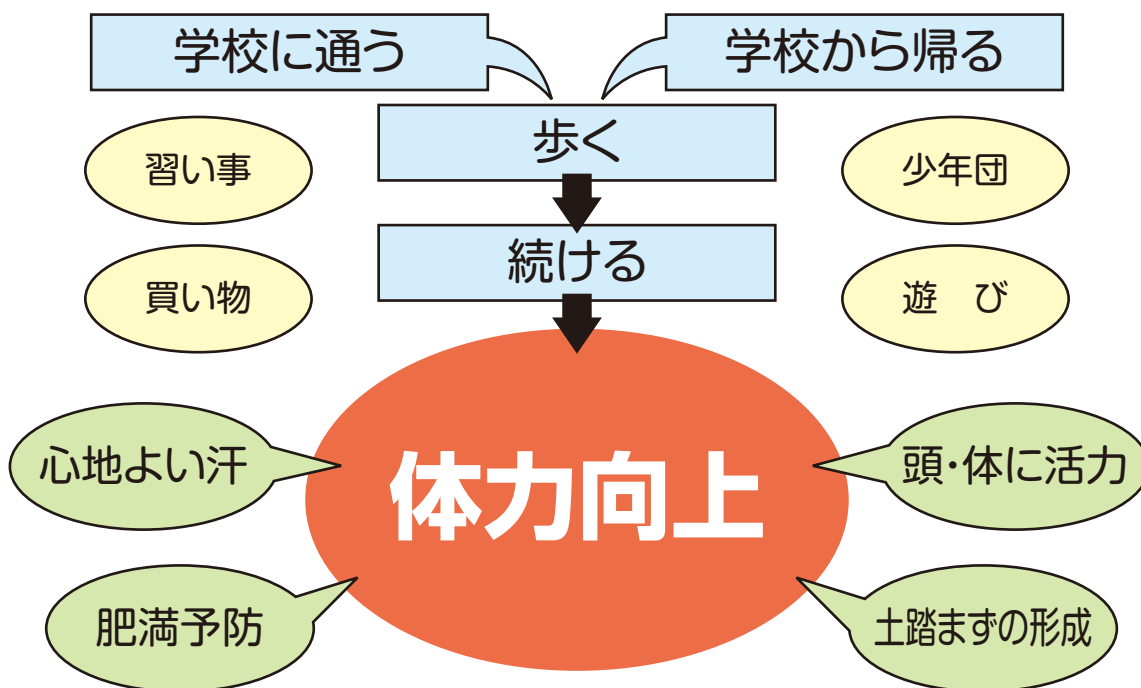 学校に通う
学校から帰る
歩く
習い事
少年団
続ける
買い物
遊 び
体力向上
心地よい汗
頭・体に活力
肥満予防
土踏まずの形成